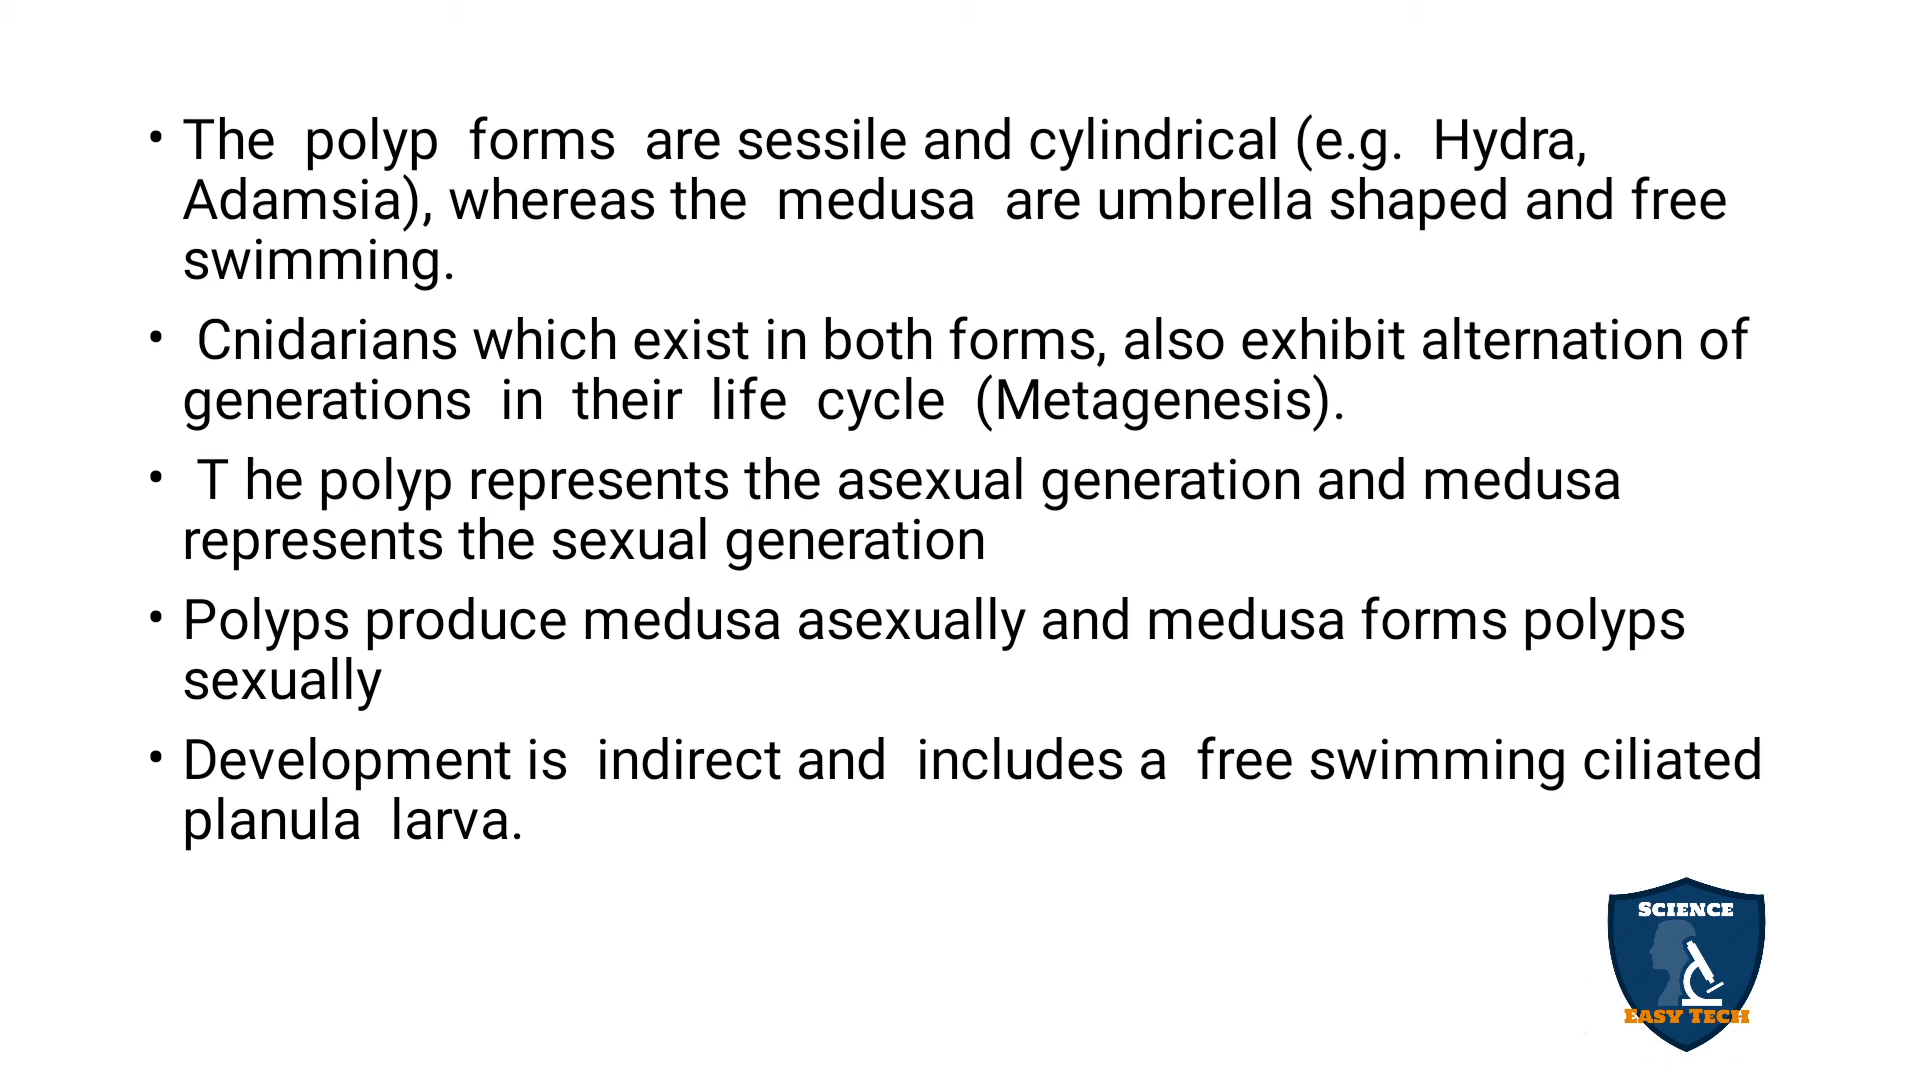 • The  polyp  forms  are sessile and cylindrical (e.g.  Hydra,
Adamsia), whereas the  medusa  are umbrella shaped and free
swimming.
•  Cnidarians which exist in both forms, also exhibit alternation of
generations  in  their  life  cycle  (Metagenesis).
•  T he polyp represents the asexual generation and medusa
represents the sexual generation
• Polyps produce medusa asexually and medusa forms polyps
sexually
• Development is  indirect and  includes a  free swimming ciliated
planula  larva.
SCIENCE
EASY TECH